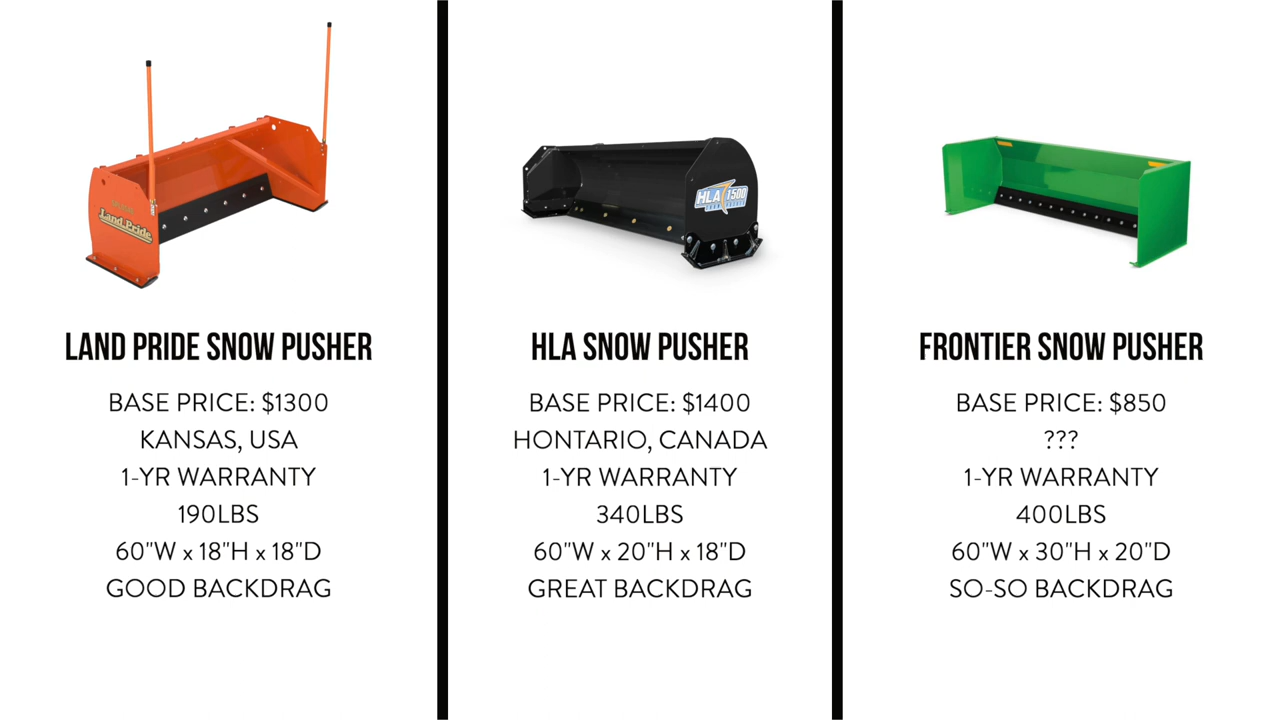 Land Pride
HLA 1500
LAND PRIDE SNOW PUSHER
BASE PRICE: $1300
KANSAS, USA
1-YR WARRANTY
190LBS
60"W x 18"H x 18"D
GOOD BACKDRAG
HLA SNOW PUSHER
BASE PRICE: $1400
HONTARIO, CANADA
1-YR WARRANTY
340LBS
60"W x 20"H x 18"D
GREAT BACKDRAG
FRONTIER SNOW PUSHER
BASE PRICE: $850
???
1-YR WARRANTY
400LBS
60"W x 30"H x 20"D
SO-SO BACKDRAG